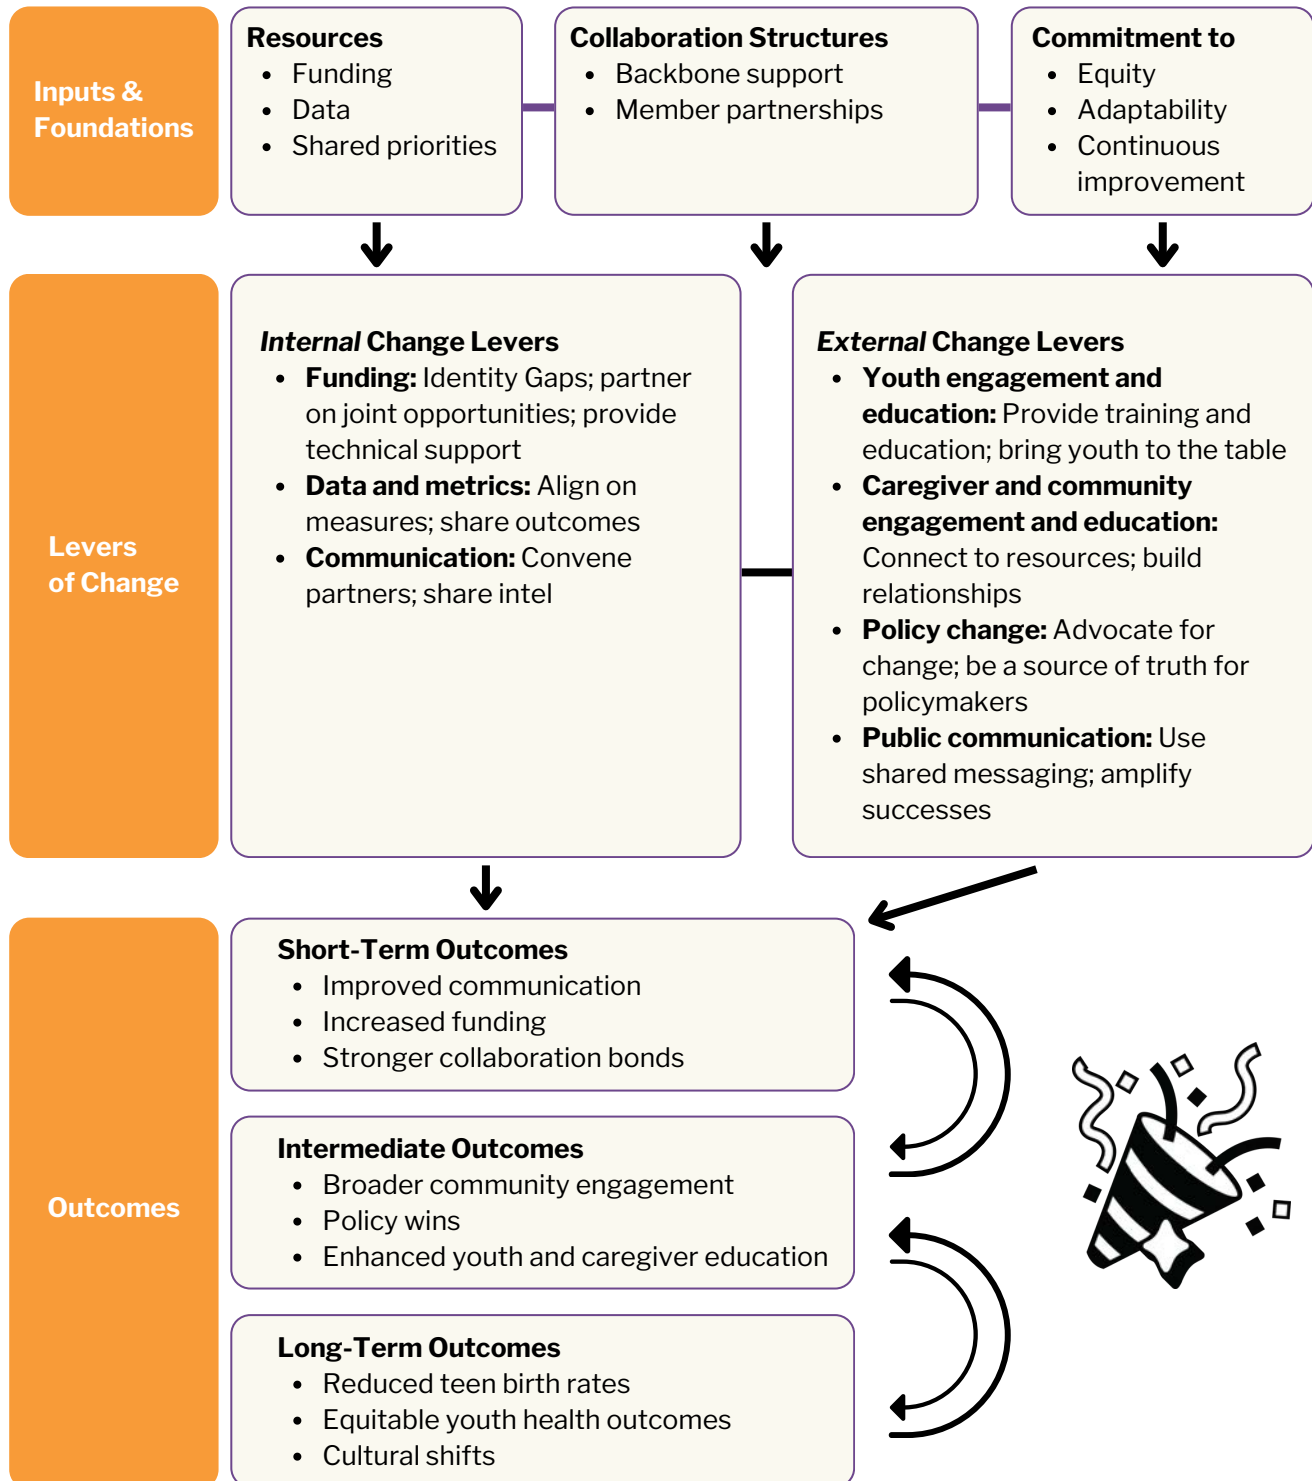 Inputs &
Foundations
Resources
• Funding
• Data
• Shared priorities
Collaboration Structures
• Backbone support
• Member partnerships
Commitment to
• Equity
• Adaptability
• Continuous
improvement
Levers
of Change
Internal Change Levers
• Funding: Identity Gaps; partner
on joint opportunities; provide
technical support
• Data and metrics: Align on
measures; share outcomes
• Communication: Convene
partners; share intel
External Change Levers
• Youth engagement and
education: Provide training and
education; bring youth to the table
• Caregiver and community
engagement and education:
Connect to resources; build
relationships
• Policy change: Advocate for
change; be a source of truth for
policymakers
• Public communication: Use
shared messaging; amplify
successes
Outcomes
Short-Term Outcomes
• Improved communication
• Increased funding
• Stronger collaboration bonds
Intermediate Outcomes
• Broader community engagement
• Policy wins
• Enhanced youth and caregiver education
Long-Term Outcomes
• Reduced teen birth rates
• Equitable youth health outcomes
• Cultural shifts